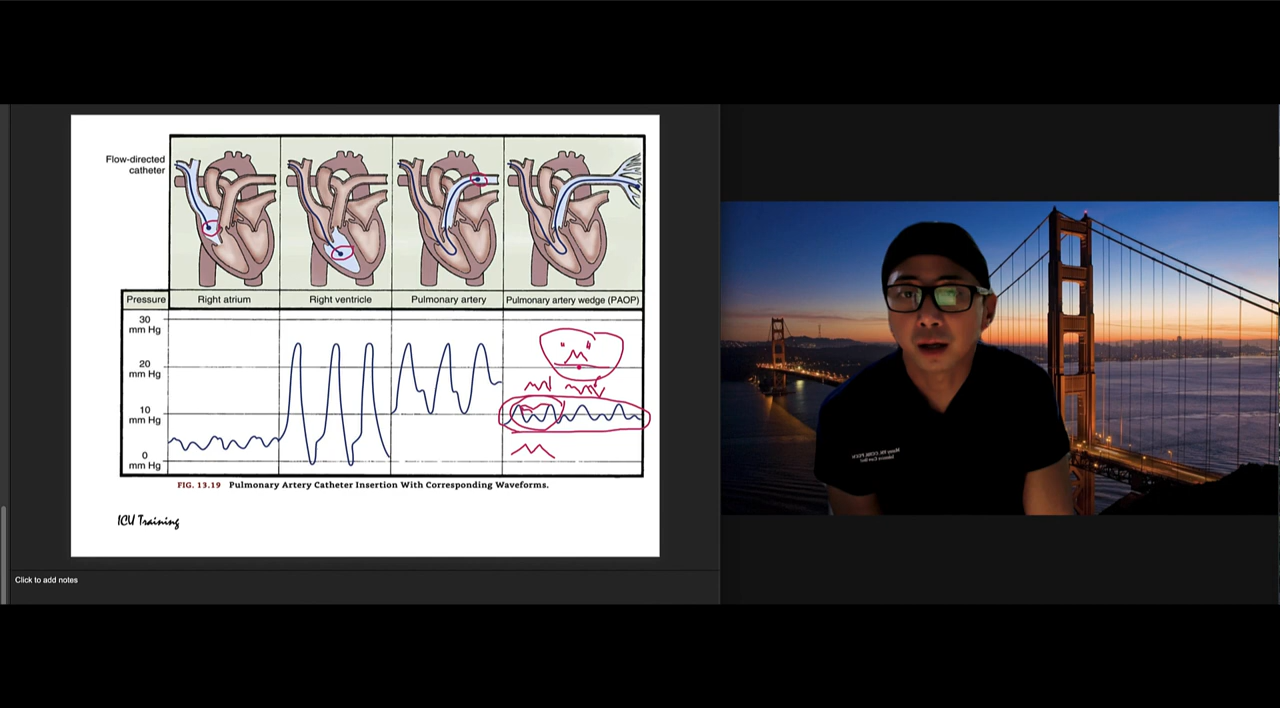 Flow-directed
catheter
Pressure
Right atrium
Right ventricle
Pulmonary artery
Pulmonary artery wedge (PAOP)
30
mm Hg
20
mm Hg
10
mm Hg
0
mm Hg
FIG. 13.19 Pulmonary Artery Catheter Insertion With Corresponding Waveforms.
ICU Training
Click to add notes